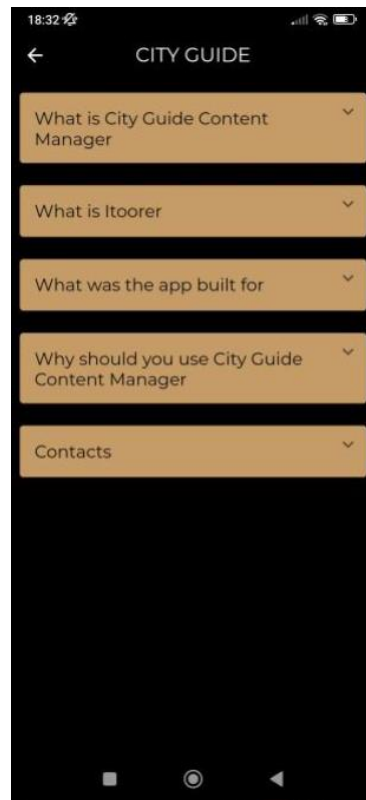 18:32
CITY GUIDE
What is City Guide Content
Manager
What is Itoorer
What was the app built for
Why should you use City Guide
Content Manager
Contacts